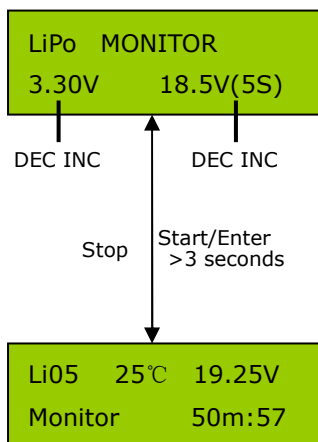 LiPo MONITOR
3.30V 18.5V(5S)
DEC INC DEC INC
Stop Start/Enter
>3 seconds
Li05 25℃ 19.25V
Monitor 50m:57